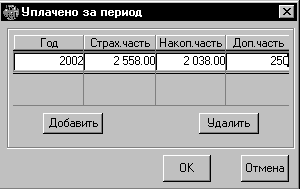 Уплачено за период
Год Страх.часть Накоп.часть Доп.часть
2002 2 558.00 2 038.00 250
Добавить Удалить
OK Отмена